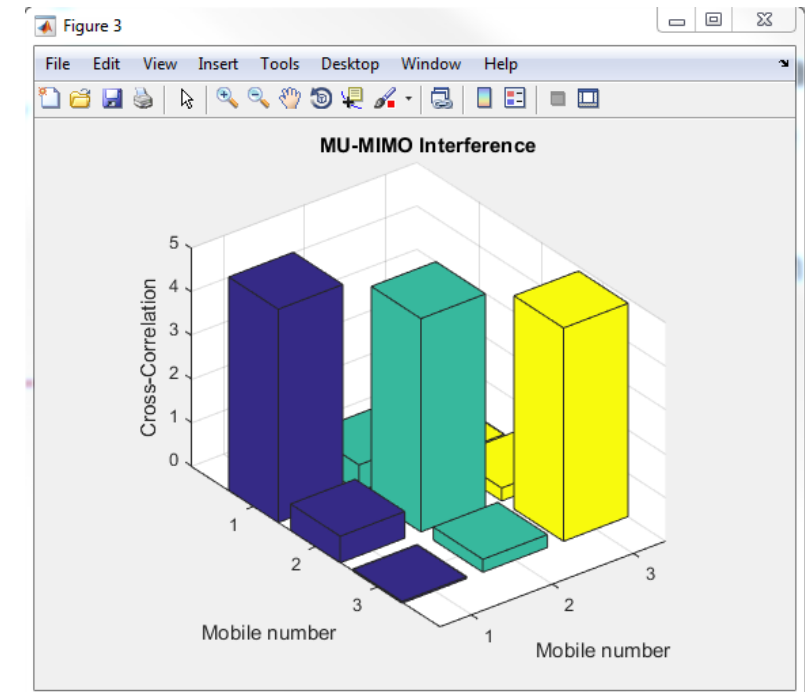 Figure 3
File Edit View Insert Tools Desktop Window Help
MU-MIMO Interference
Cross-Correlation
5
4
3
2
1
0
1
2
3
Mobile number
1
2
3
Mobile number